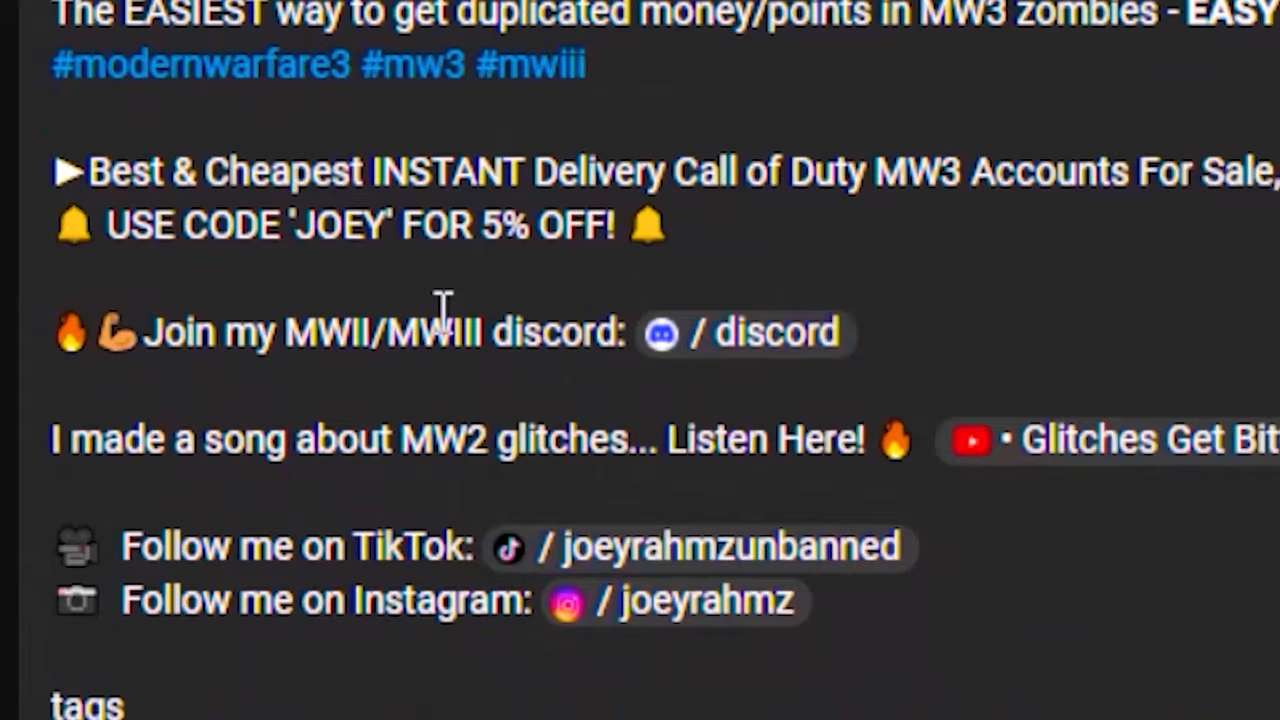 The EASIEST way to get duplicated money/points in MW3 zombies - EASY
#modernwarfare3 #mw3 #mwiii
▶Best & Cheapest INSTANT Delivery Call of Duty MW3 Accounts For Sale,
🔔 USE CODE 'JOEY' FOR 5% OFF! 🔔
🔥💪Join my MWII/MWIII discord: / discord
I made a song about MW2 glitches... Listen Here! 🔥 • Glitches Get Bit
🎥 Follow me on TikTok: / joeyrahmzunbanned
📷 Follow me on Instagram: / joeyrahmz
tags